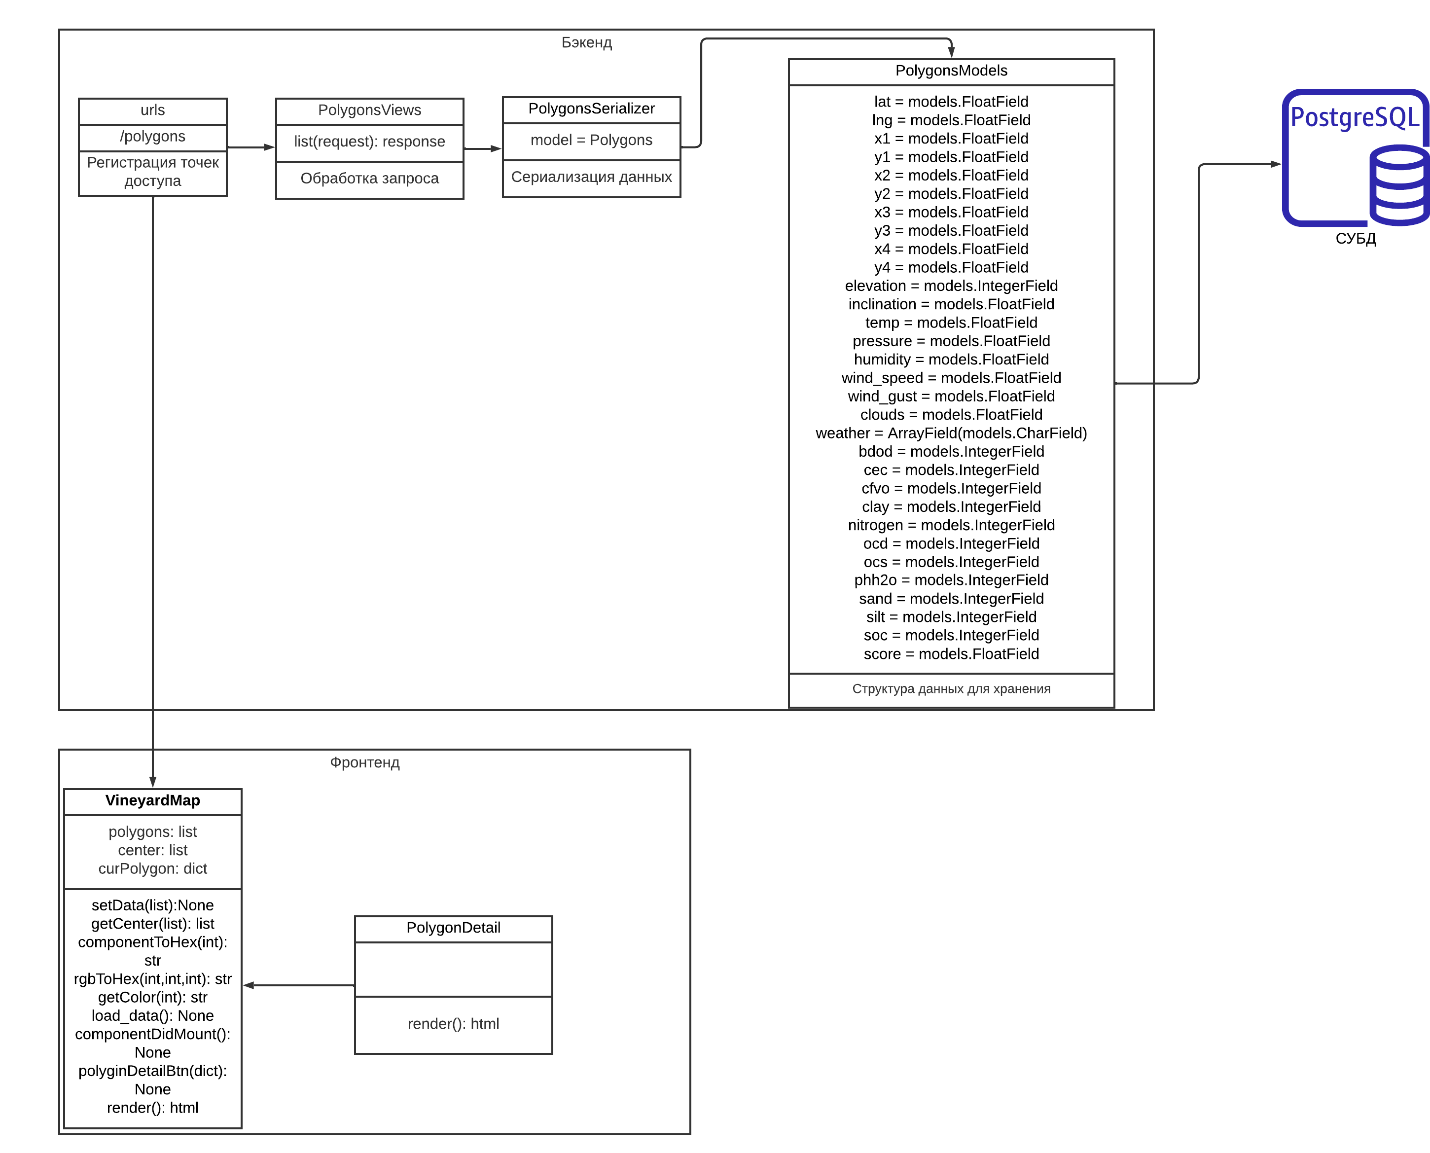 Бэкенд
urls
/polygons
Регистрация точек
доступа
PolygonsViews
list(request): response
Обработка запроса
PolygonsSerializer
model = Polygons
Сериализация данных
PolygonsModels
lat = models.FloatField
lng = models.FloatField
x1 = models.FloatField
y1 = models.FloatField
x2 = models.FloatField
y2 = models.FloatField
x3 = models.FloatField
y3 = models.FloatField
x4 = models.FloatField
y4 = models.FloatField
elevation = models.IntegerField
inclination = models.FloatField
temp = models.FloatField
pressure = models.FloatField
humidity = models.FloatField
wind_speed = models.FloatField
wind_gust = models.FloatField
clouds = models.FloatField
weather = ArrayField(models.CharField)
bdod = models.IntegerField
cec = models.IntegerField
cfvo = models.IntegerField
clay = models.IntegerField
nitrogen = models.IntegerField
ocd = models.IntegerField
ocs = models.IntegerField
phh2o = models.IntegerField
sand = models.IntegerField
silt = models.IntegerField
soc = models.IntegerField
score = models.FloatField
Структура данных для хранения
PostgreSQL
СУБД
Фронтенд
VineyardMap
polygons: list
center: list
curPolygon: dict
setData(list):None
getCenter(list): list
componentToHex(int):
str
rgbToHex(int,int,int): str
getColor(int): str
load_data(): None
componentDidMount():
None
polyginDetailBtn(dict):
None
render(): html
PolygonDetail
render(): html